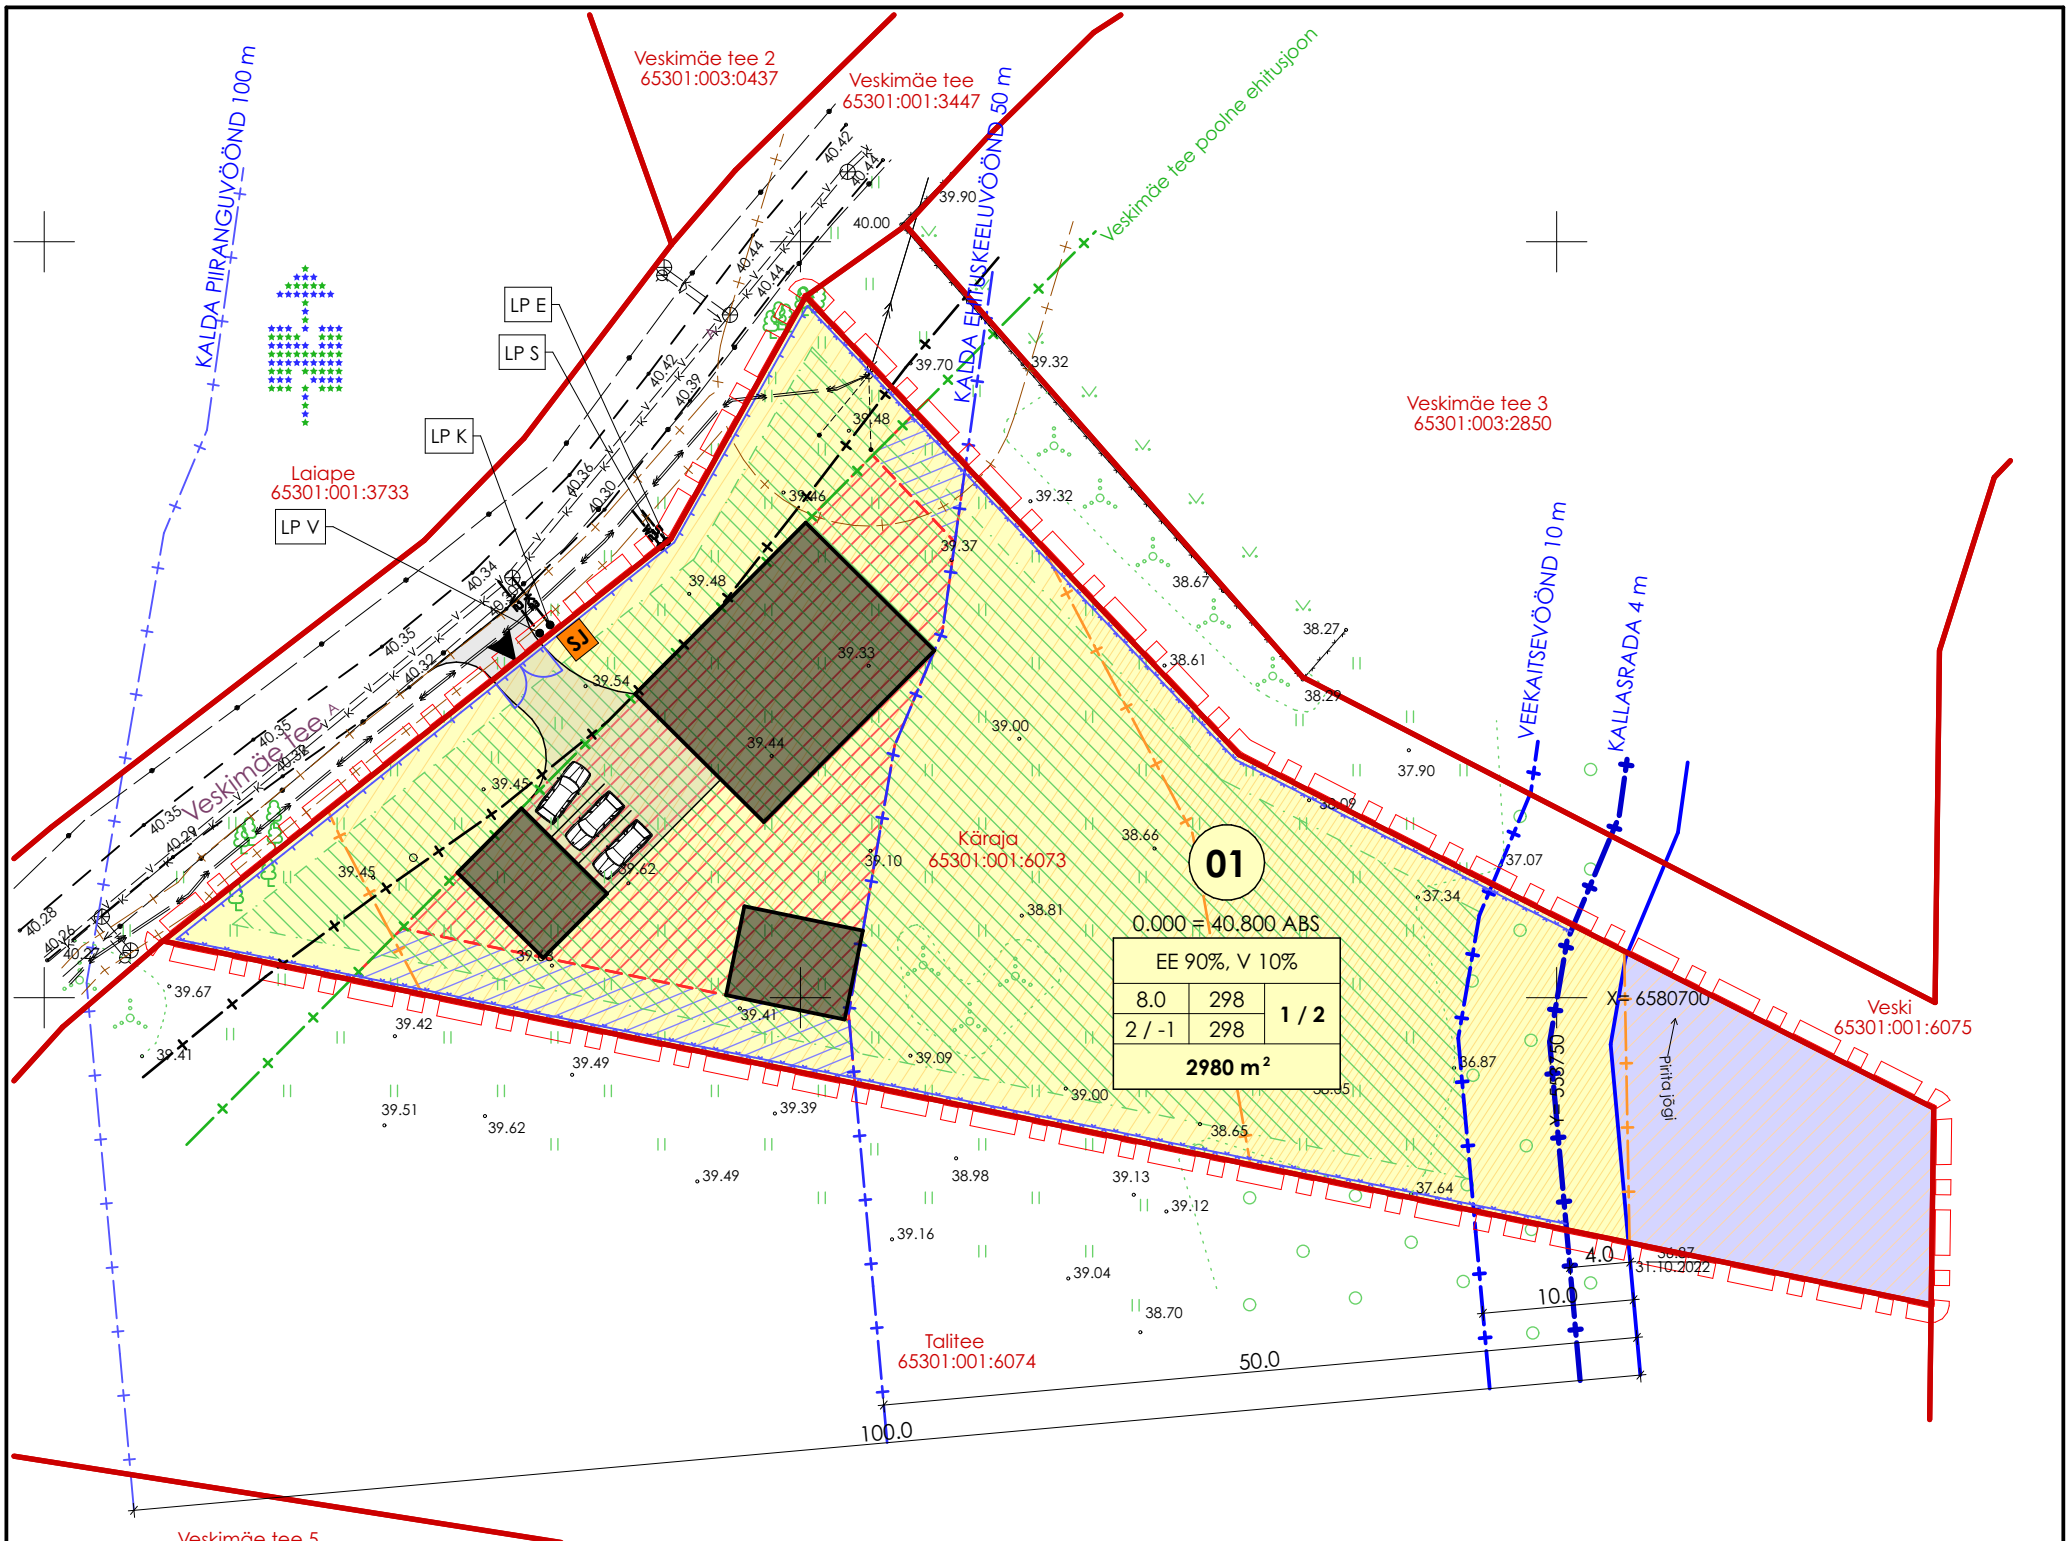 Veskimäe tee 2
65301:003:0437
Veskimäe tee
65301:001:3447
KALDA PIIRANGUVÖÖND 100 m
KALDA EHITUSKEELUVÖÖND 50 m
Veskimäe tee poolne ehitusjoon
40.42
40.44
39.90
40.00
40.44
40.44
LP E
LP S
LP K
LP V
40.42
40.39
39.70
39.32
39.48
Veskimäe tee 3
65301:003:2850
Laiape
65301:001:3733
40.36
40.30
39.46
39.32
39.37
40.34
39.48
38.67
VEEKAITSEVÖÖND 10 m
KALLASRADA 4 m
SJ
40.35
40.32
39.54
39.33
38.61
38.27
38.29
39.00
39.44
40.35
Veskimäe tee
37.90
39.45
38.09
40.35
40.29
Käraja
65301:001:6073
38.66
01
39.45
39.62
39.10
37.07
37.34
38.81
40.28
40.26
0.000 = 40.800 ABS
EE 90%, V 10%
8.0
298
1 / 2
2 / -1
298
2980 m²
39.67
39.42
39.41
39.41
39.49
39.09
39.00
X= 6580700
Y= 556750
Veski
65301:001:6075
Pirita jõgi
36.87
39.51
39.62
39.39
38.65
39.49
38.98
39.13
39.12
37.64
39.16
39.04
38.70
4.0
36.87
31.10.2022
10.0
Talitee
65301:001:6074
50.0
100.0
Veskimäe tee 5